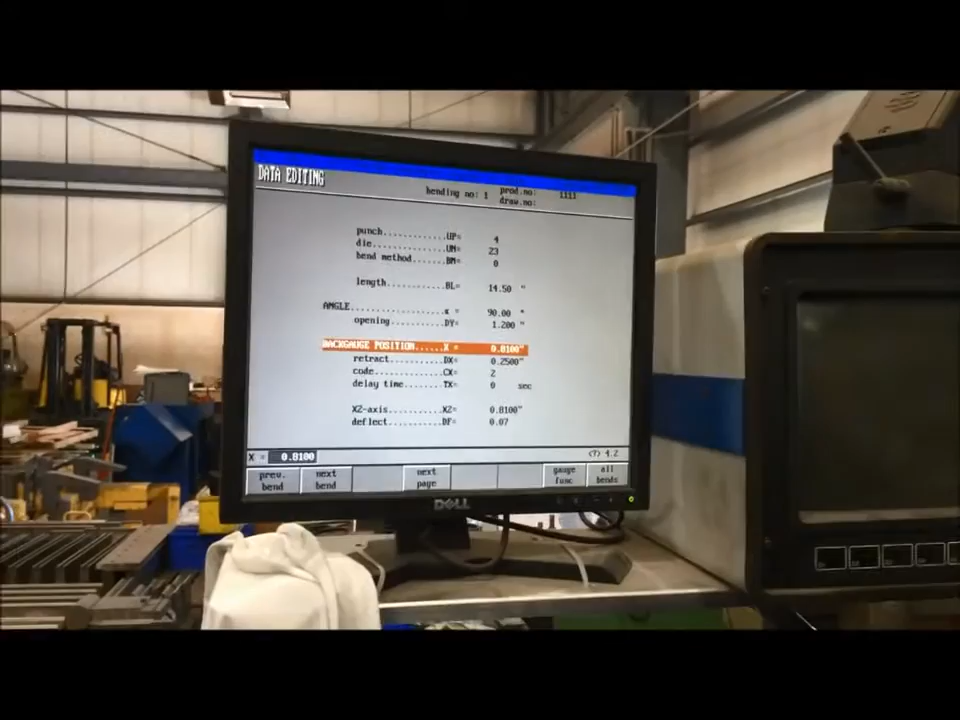 DATA EDITING
bending no: 1 prod.no: 1111
draw.no:
punch...............UP= 4
die.................UM= 23
bend method.........BM= 0
length..............BL= 14.50 "
ANGLE................α = 90.00 °
opening.............DY= 1.200 "
BACKGAUGE POSITION......X = 0.8100"
retract.............DX= 0.2500"
code................CX= 2
delay time..........TX= 0 sec
X2-axis.............X2= 0.8100"
deflect.............DF= 0.07
X = 0.8100 (7) 4.2
prev. bend
next bend
next page
gauge func
all bends
DELL